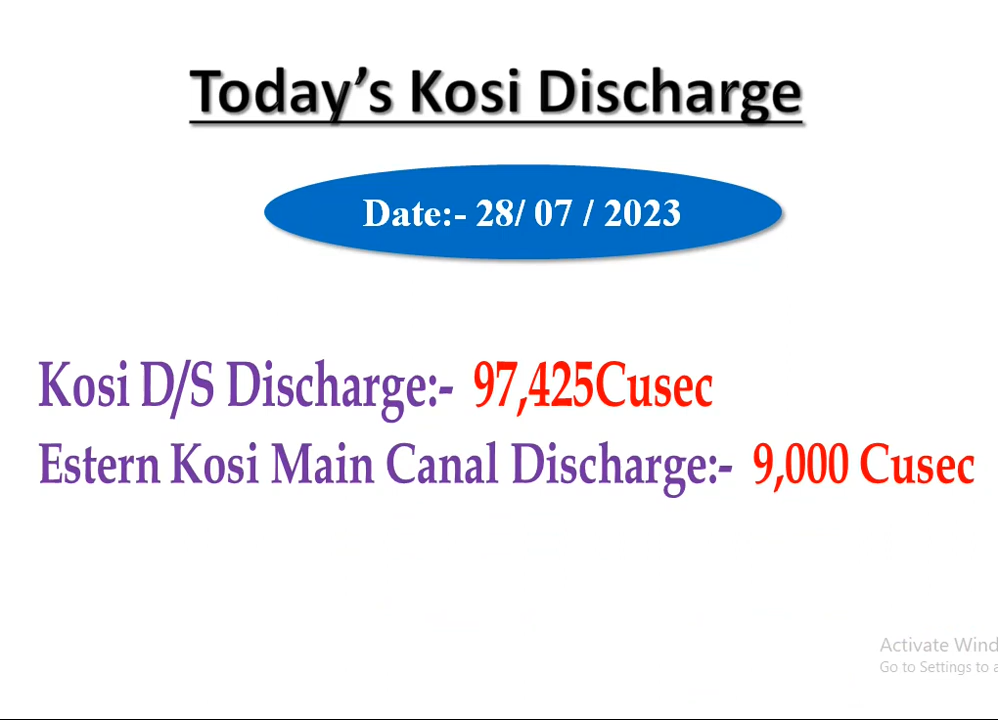 Today’s Kosi Discharge
Date:- 28/ 07 / 2023
Kosi D/S Discharge:- 97,425Cusec
Estern Kosi Main Canal Discharge:- 9,000 Cusec
Activate Wind
Go to Settings to a